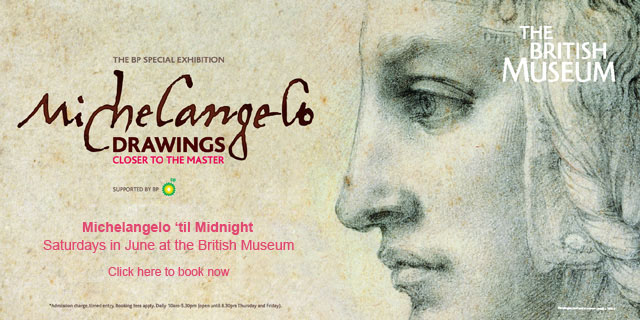 THE BP SPECIAL EXHIBITION
THE
BRITISH
MUSEUM
Michelangelo
DRAWINGS
CLOSER TO THE MASTER
SUPPORTED BY BP
Michelangelo ‘til Midnight
Saturdays in June at the British Museum
Click here to book now
*Admission charge, timed entry. Booking fees apply. Daily 10am-5.30pm (open until 8.30pm Thursday and Friday).